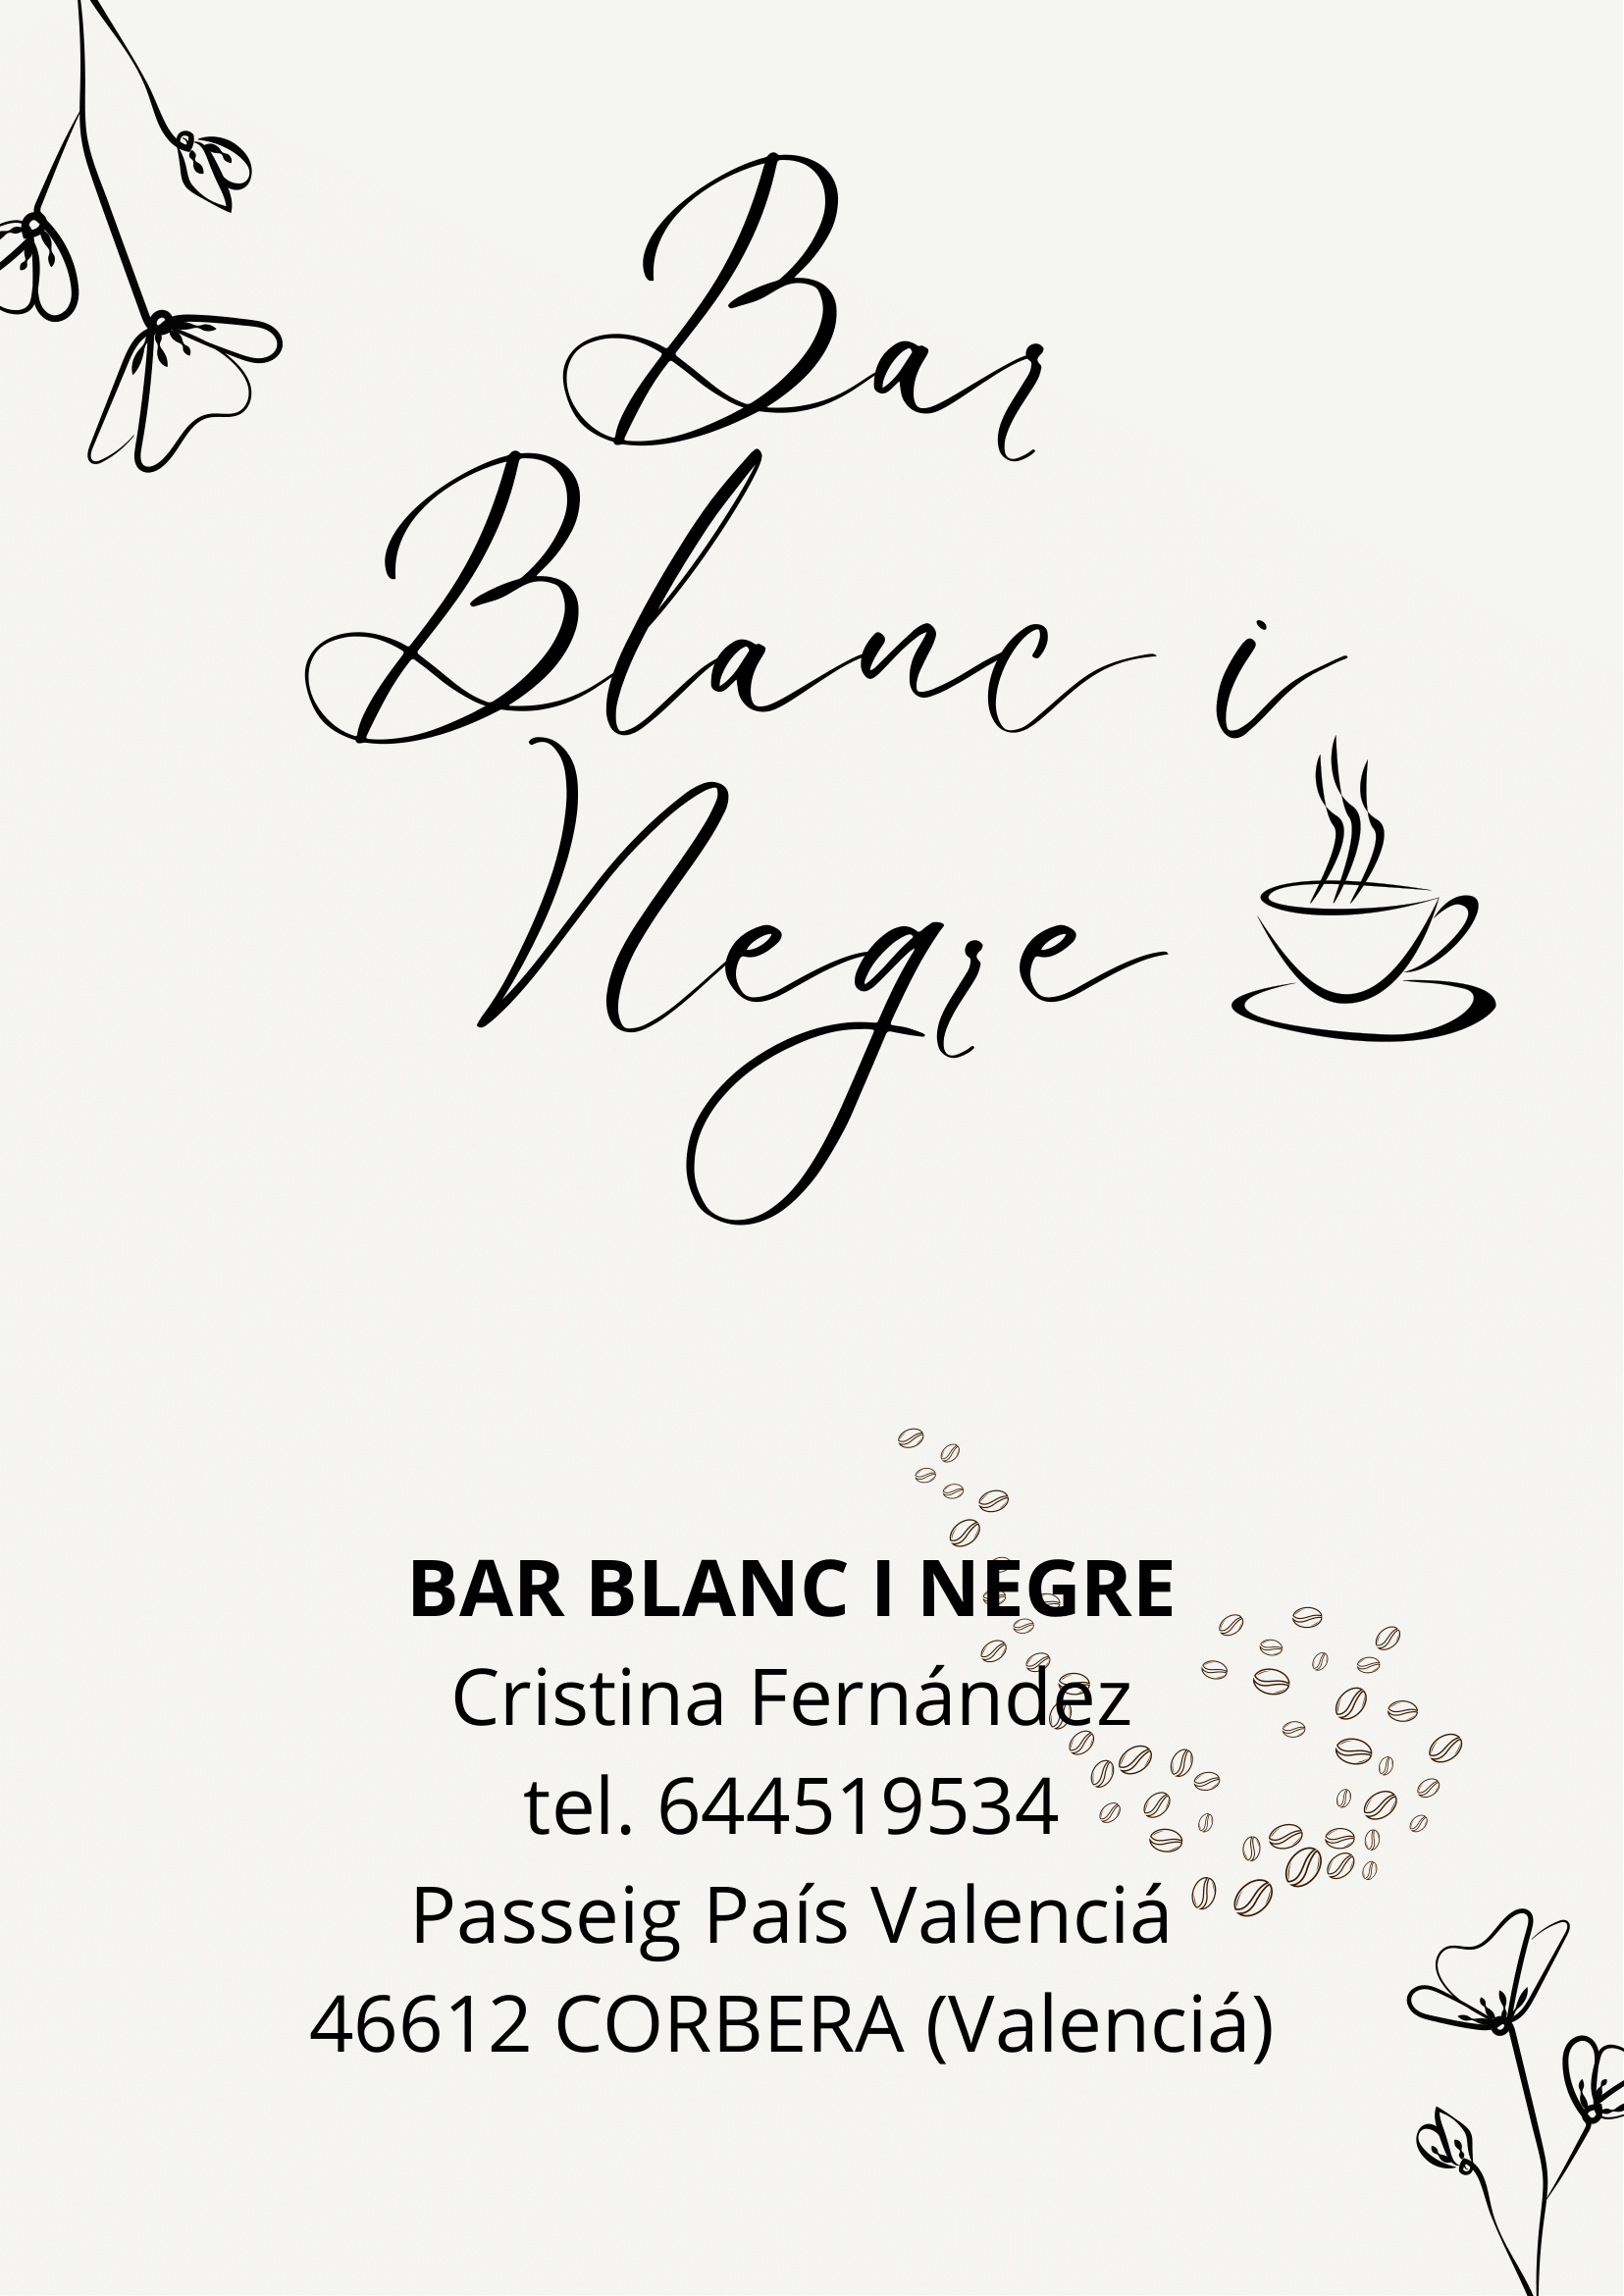 Bar
Blanc i
Negre
BAR BLANC I NEGRE
Cristina Fernández
tel. 644519534
Passeig País Valenciá
46612 CORBERA (Valenciá)